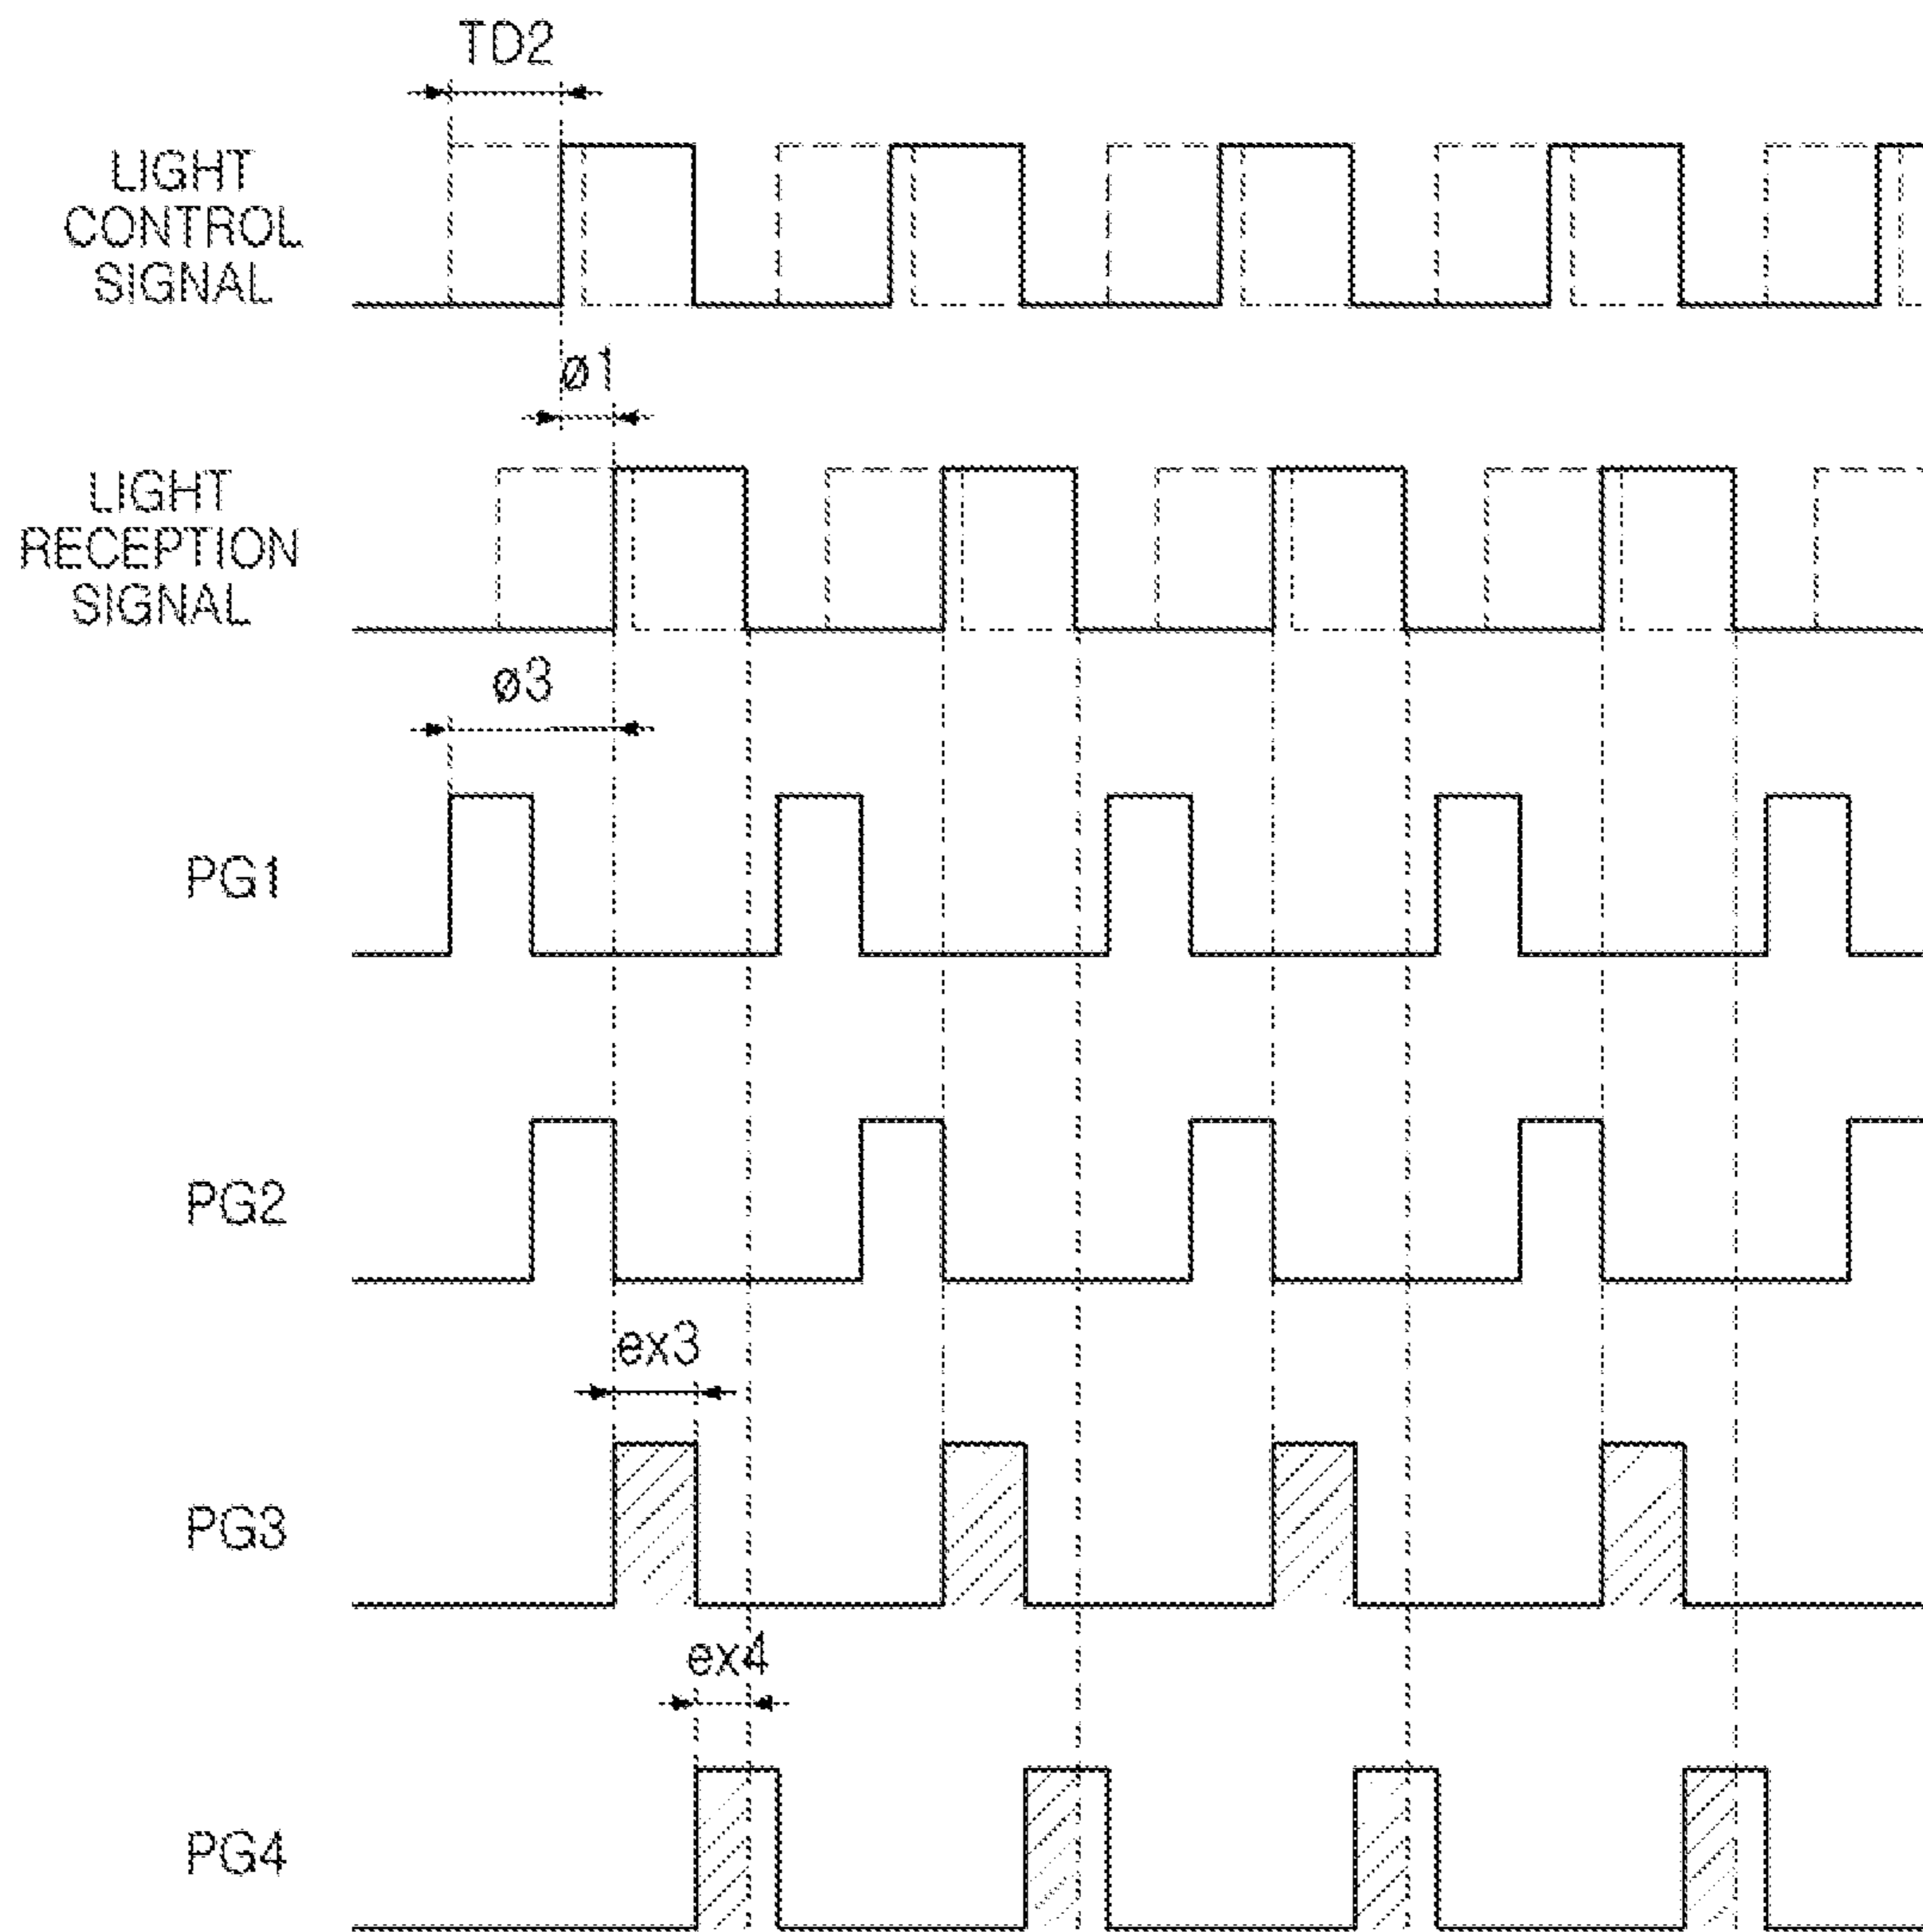 TD2
LIGHT
CONTROL
SIGNAL
ø1
LIGHT
RECEPTION
SIGNAL
ø3
PG1
PG2
ex3
PG3
ex4
PG4